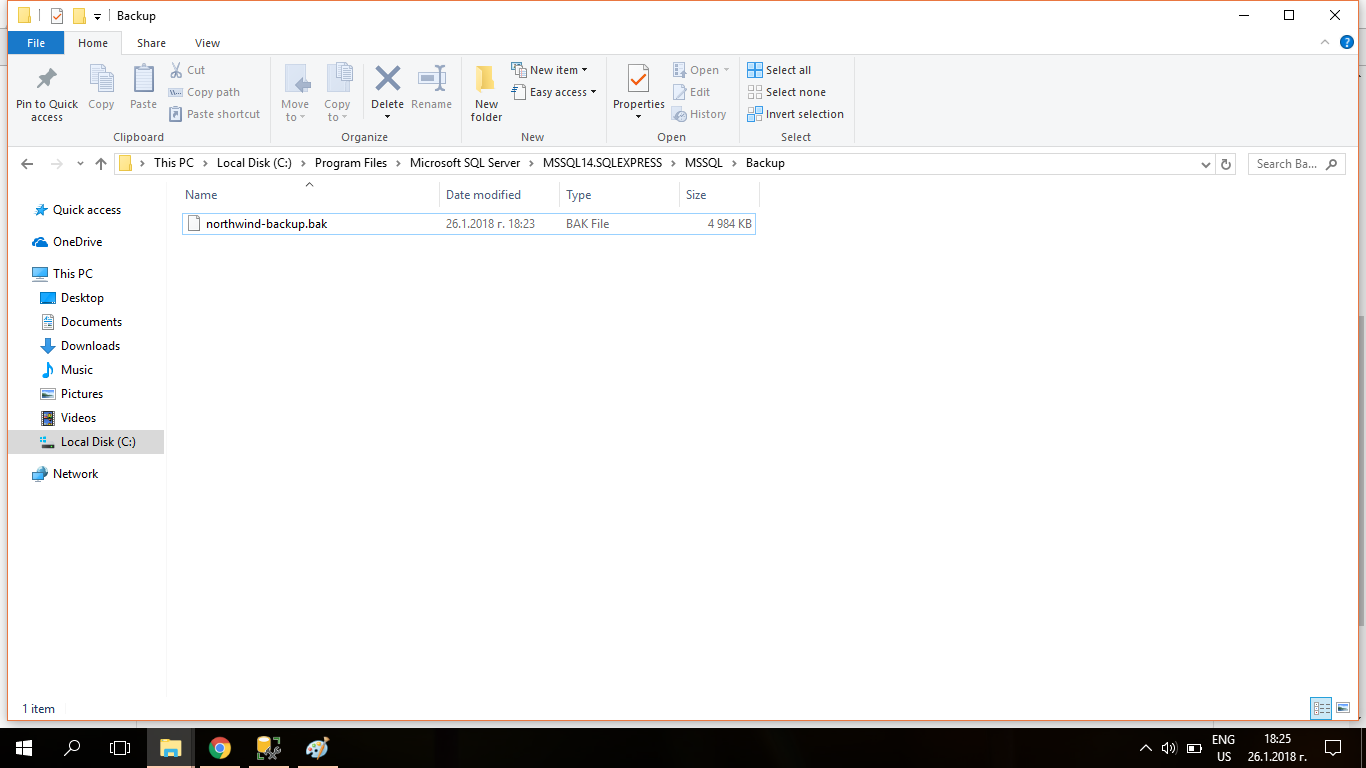 Backup
File Home Share View
Pin to Quick access
Copy
Paste
Cut
Copy path
Paste shortcut
Clipboard
Move to
Copy to
Delete
Rename
Organize
New folder
New item
Easy access
New
Properties
Open
Edit
History
Open
Select all
Select none
Invert selection
Select
This PC > Local Disk (C:) > Program Files > Microsoft SQL Server > MSSQL14.SQLEXPRESS > MSSQL > Backup
Search Ba...
Name Date modified Type Size
northwind-backup.bak 26.1.2018 г. 18:23 BAK File 4 984 KB
Quick access
OneDrive
This PC
Desktop
Documents
Downloads
Music
Pictures
Videos
Local Disk (C:)
Network
1 item
ENG
US
18:25
26.1.2018 г.